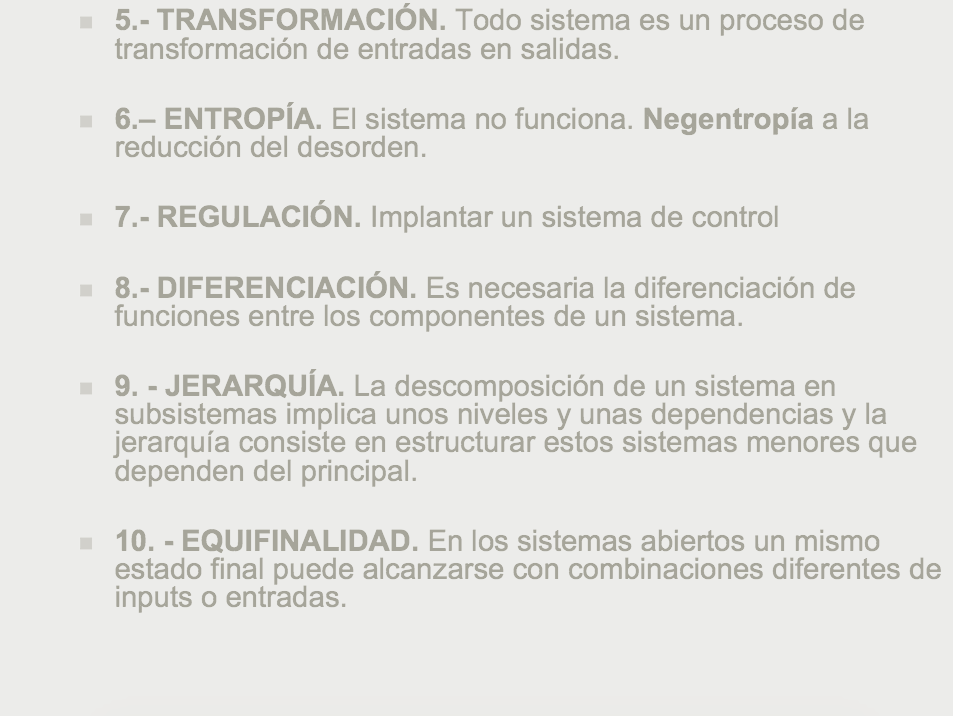 5.- TRANSFORMACIÓN. Todo sistema es un proceso de
transformación de entradas en salidas.
6.– ENTROPÍA. El sistema no funciona. Negentropía a la
reducción del desorden.
7.- REGULACIÓN. Implantar un sistema de control
8.- DIFERENCIACIÓN. Es necesaria la diferenciación de
funciones entre los componentes de un sistema.
9. - JERARQUÍA. La descomposición de un sistema en
subsistemas implica unos niveles y unas dependencias y la
jerarquía consiste en estructurar estos sistemas menores que
dependen del principal.
10. - EQUIFINALIDAD. En los sistemas abiertos un mismo
estado final puede alcanzarse con combinaciones diferentes de
inputs o entradas.